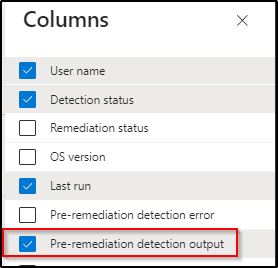 Columns
User name
Detection status
Remediation status
OS version
Last run
Pre-remediation detection error
Pre-remediation detection output